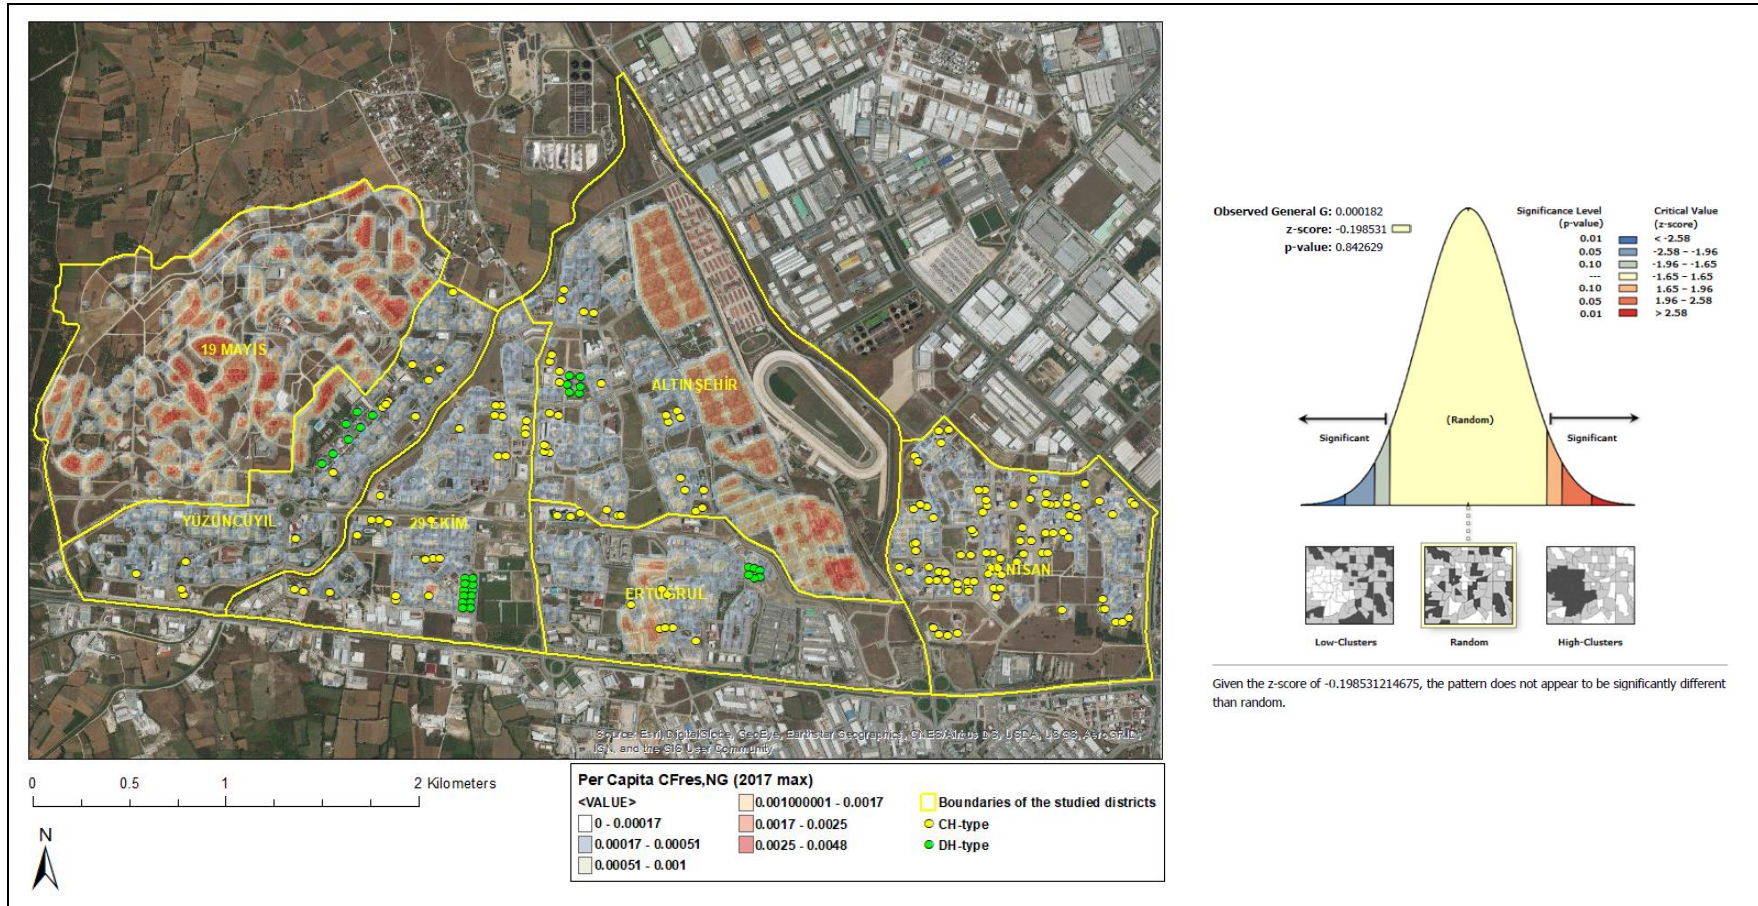 19 MAYIS
ALTINŞEHİR
YÜZÜNCÜYIL
29 EKİM
ERTUĞRUL
NISAN
Source: Esri, DigitalGlobe, GeoEye, Earthstar Geographics, CNES/Airbus DS, USDA, USGS, AeroGRID,
IGN, and the GIS User Community
0 0.5 1 2 Kilometers
N
Per Capita CFres,NG (2017 max)
<VALUE>
0 - 0.00017
0.00017 - 0.00051
0.00051 - 0.001
0.001000001 - 0.0017
0.0017 - 0.0025
0.0025 - 0.0048
Boundaries of the studied districts
CH-type
DH-type
Observed General G: 0.000182
z-score: -0.198531
p-value: 0.842629
Significance Level
(p-value)
0.01
0.05
0.10
---
0.10
0.05
0.01
Critical Value
(z-score)
< -2.58
-2.58 – -1.96
-1.96 – -1.65
-1.65 – 1.65
1.65 – 1.96
1.96 – 2.58
> 2.58
(Random)
Significant
Significant
Low-Clusters
Random
High-Clusters
Given the z-score of -0.198531214675, the pattern does not appear to be significantly different
than random.